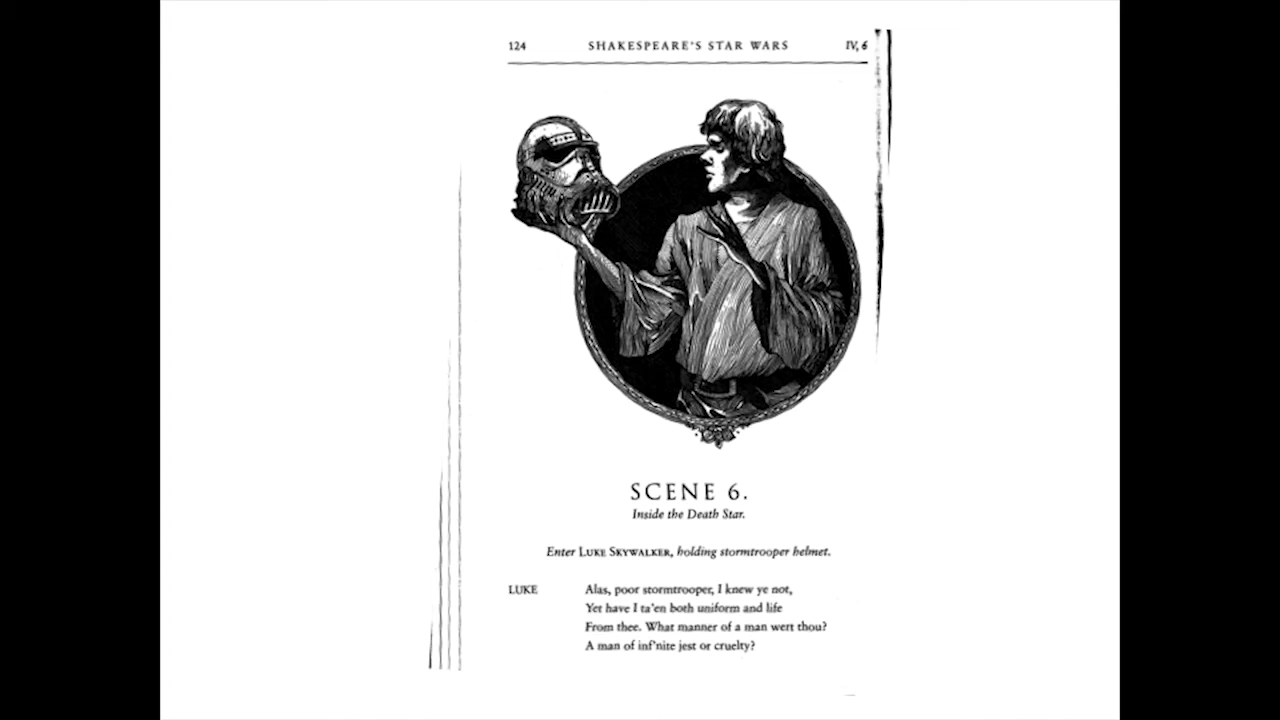 124 SHAKESPEARE'S STAR WARS IV, 6
SCENE 6.
Inside the Death Star.
Enter LUKE SKYWALKER, holding stormtrooper helmet.
LUKE Alas, poor stormtrooper, I knew ye not,
Yet have I ta'en both uniform and life
From thee. What manner of a man wert thou?
A man of inf'nite jest or cruelty?